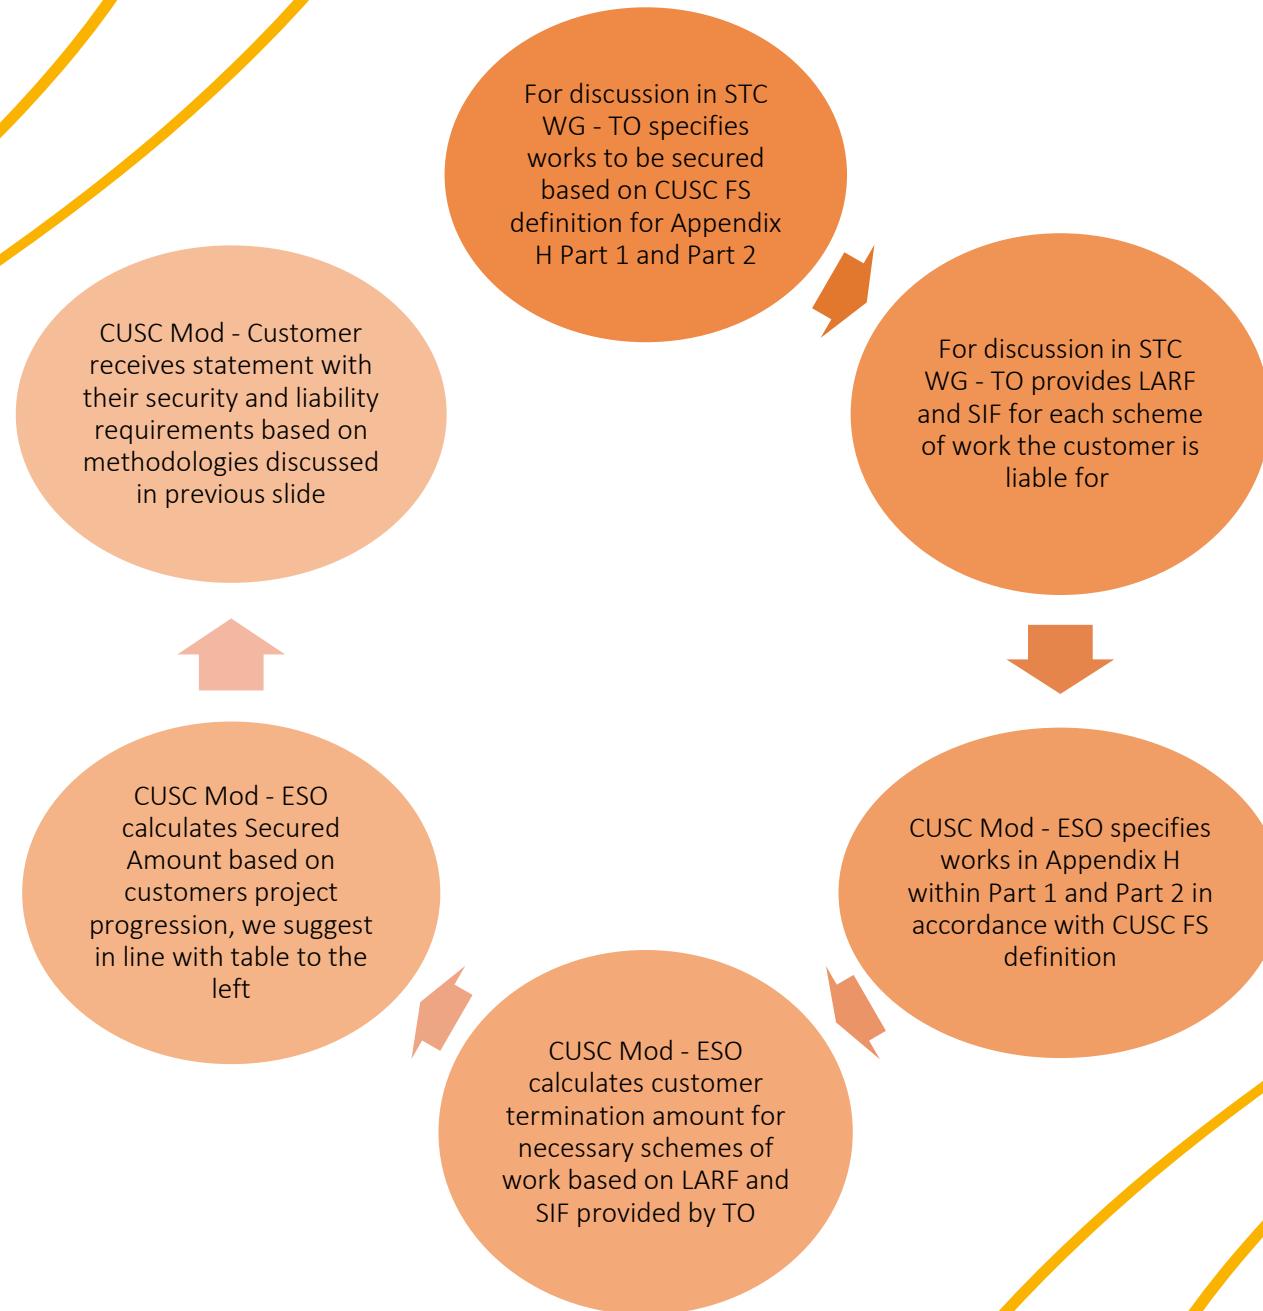 For discussion in STC
WG - TO specifies
works to be secured
based on CUSC FS
definition for Appendix
H Part 1 and Part 2
For discussion in STC
WG - TO provides LARF
and SIF for each scheme
of work the customer is
liable for
CUSC Mod - ESO specifies
works in Appendix H
within Part 1 and Part 2 in
accordance with CUSC FS
definition
CUSC Mod - ESO
calculates customer
termination amount for
necessary schemes of
work based on LARF and
SIF provided by TO
CUSC Mod - ESO
calculates Secured
Amount based on
customers project
progression, we suggest
in line with table to the
left
CUSC Mod - Customer
receives statement with
their security and liability
requirements based on
methodologies discussed
in previous slide